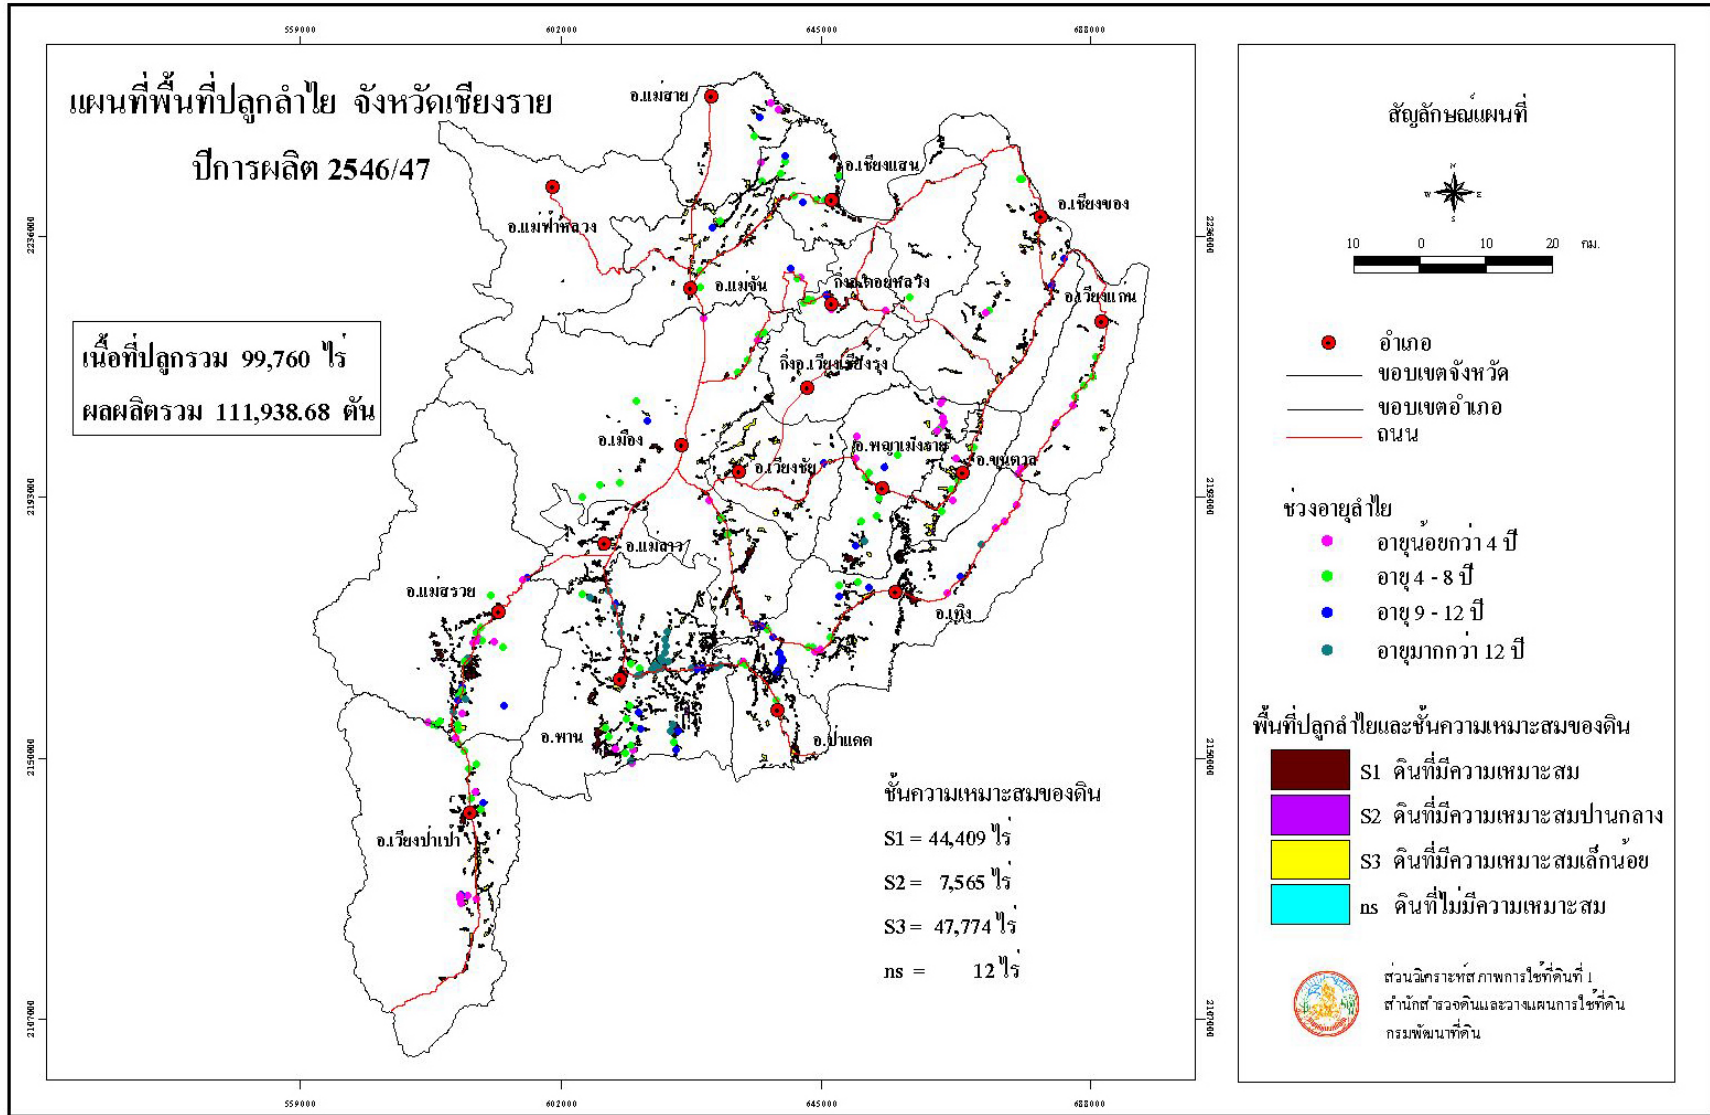 559000 602000 645000 688000
แผนที่พื้นที่ปลูกลำไย จังหวัดเชียงราย
ปีการผลิต 2546/47
เนื้อที่ปลูกรวม 99,760 ไร่
ผลผลิตรวม 111,938.68 ตัน
2236000
2193000
2150000
2107000
อ.แม่สาย
อ.เชียงแสน
อ.เชียงของ
อ.แม่ฟ้าหลวง
อ.แม่จัน
กิ่งอ.ดอยหลวง
อ.เวียงแก่น
กิ่งอ.เวียงเชียงรุง
อ.เมือง
อ.เวียงชัย
อ.พญาเม็งราย
อ.ขุนตาล
อ.แม่ลาว
อ.แม่สรวย
อ.เทิง
อ.พาน
อ.ป่าแดด
อ.เวียงป่าเป้า
ชั้นความเหมาะสมของดิน
S1 = 44,409 ไร่
S2 = 7,565 ไร่
S3 = 47,774 ไร่
ns = 12 ไร่
2236000
2193000
2150000
2107000
559000 602000 645000 688000
สัญลักษณ์แผนที่
N
W E
S
10 0 10 20 กม.
อำเภอ
ขอบเขตจังหวัด
ขอบเขตอำเภอ
ถนน
ช่วงอายุลำไย
อายุน้อยกว่า 4 ปี
อายุ 4 - 8 ปี
อายุ 9 - 12 ปี
อายุมากกว่า 12 ปี
พื้นที่ปลูกลำไยและชั้นความเหมาะสมของดิน
S1 ดินที่มีความเหมาะสม
S2 ดินที่มีความเหมาะสมปานกลาง
S3 ดินที่มีความเหมาะสมเล็กน้อย
ns ดินที่ไม่มีความเหมาะสม
ส่วนวิเคราะห์สภาพการใช้ที่ดินที่ 1
สำนักสำรวจดินและวางแผนการใช้ที่ดิน
กรมพัฒนาที่ดิน